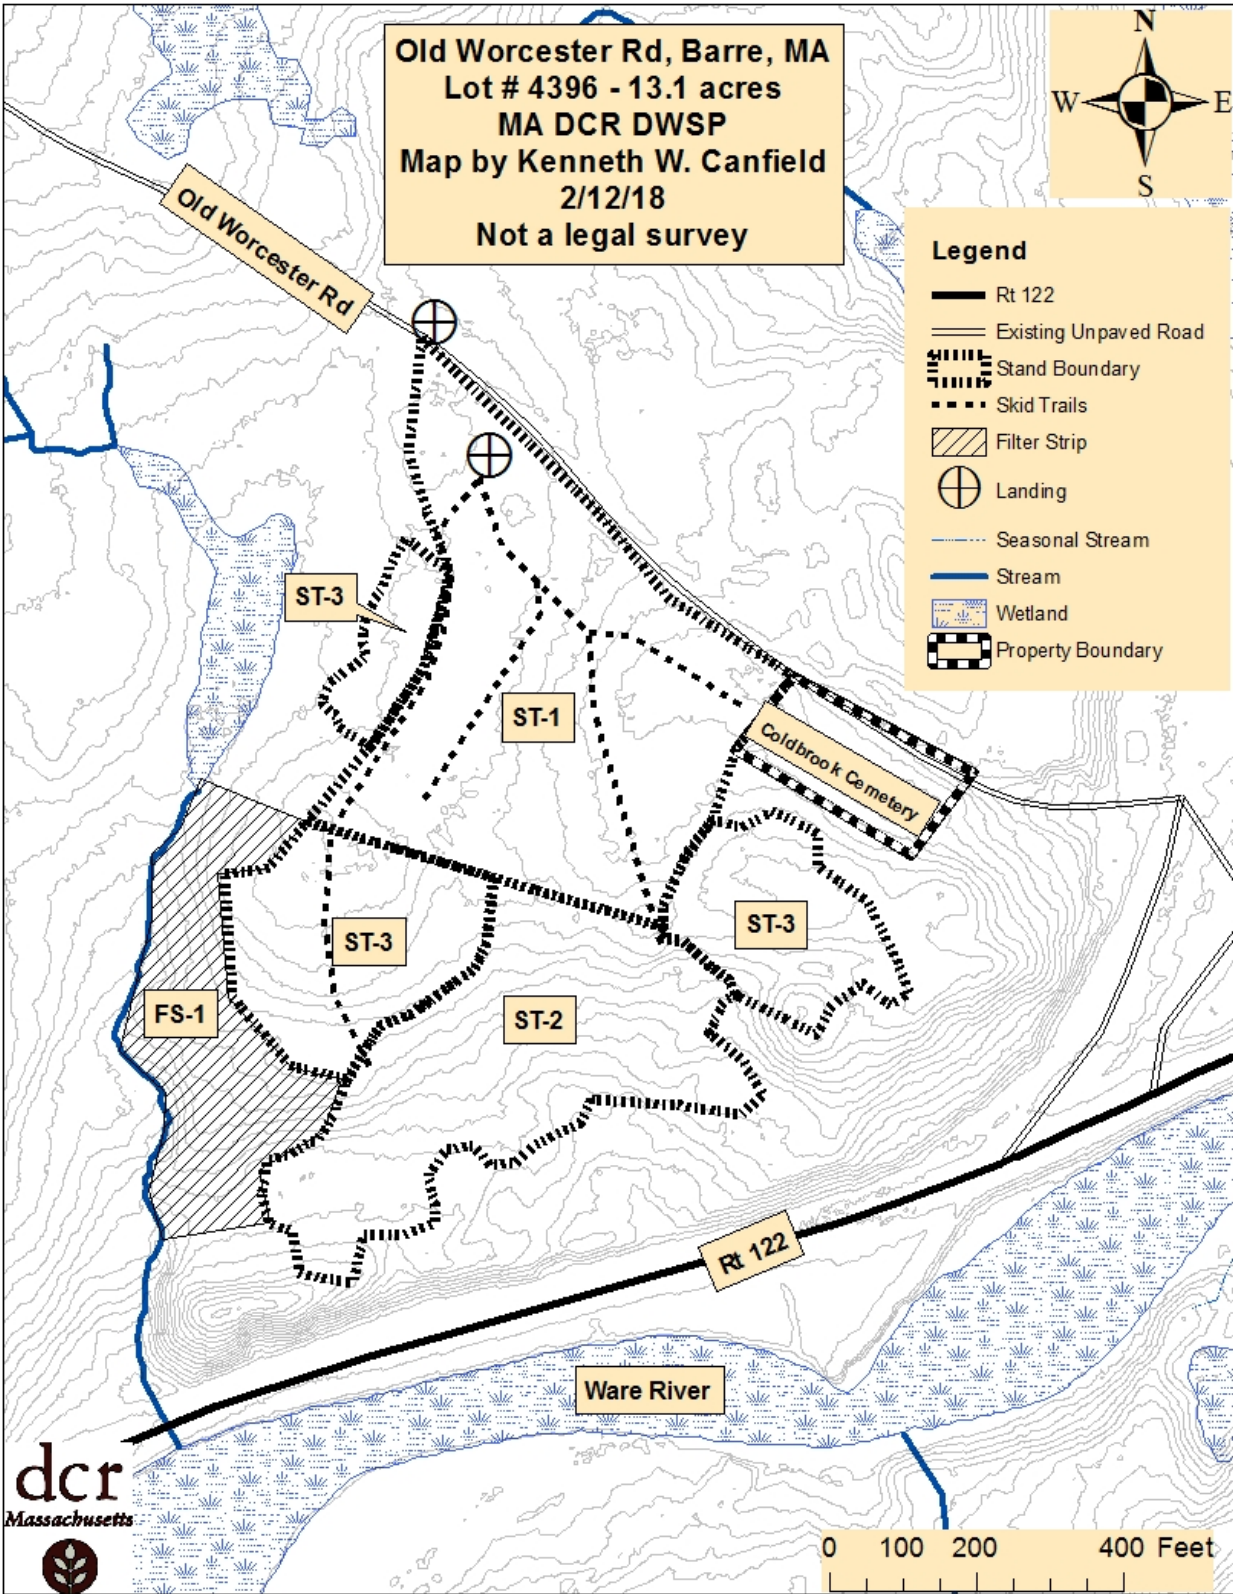 Old Worcester Rd, Barre, MA
Lot # 4396 - 13.1 acres
MA DCR DWSP
Map by Kenneth W. Canfield
2/12/18
Not a legal survey
N
W E
S
Old Worcester Rd
Legend
Rt 122
Existing Unpaved Road
Stand Boundary
Skid Trails
Filter Strip
Landing
Seasonal Stream
Stream
Wetland
Property Boundary
ST-3
ST-1
Coldbrook Cemetery
ST-3
ST-3
FS-1
ST-2
Rt 122
Ware River
dcr
Massachusetts
0 100 200 400 Feet